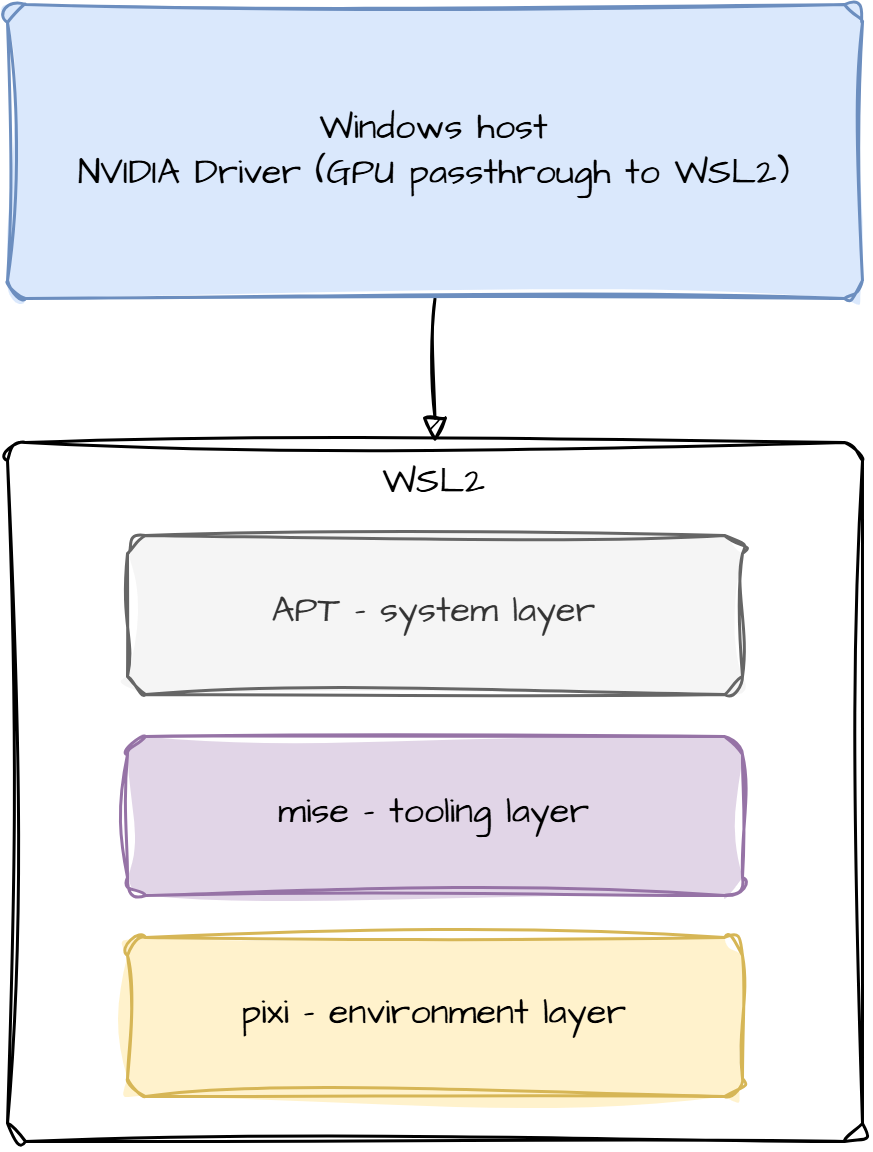 Windows host
NVIDIA Driver (GPU passthrough to WSL2)
WSL2
APT - system layer
mise - tooling layer
pixi - environment layer